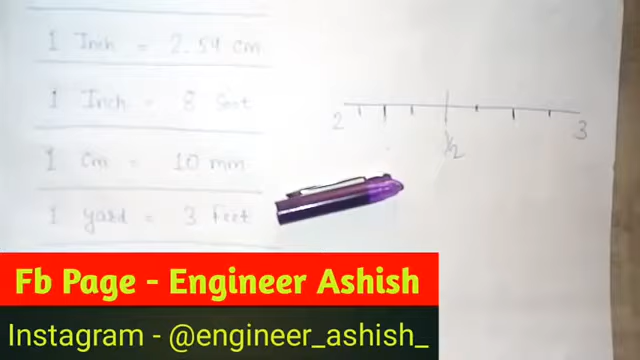 1 Inch = 2.54 cm
1 Inch = 8 Soot
1 cm = 10 mm
1 yard = 3 feet
2
1/2
3
Fb Page - Engineer Ashish
Instagram - @engineer_ashish_